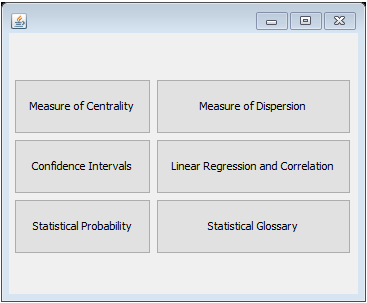 Measure of Centrality
Measure of Dispersion
Confidence Intervals
Linear Regression and Correlation
Statistical Probability
Statistical Glossary